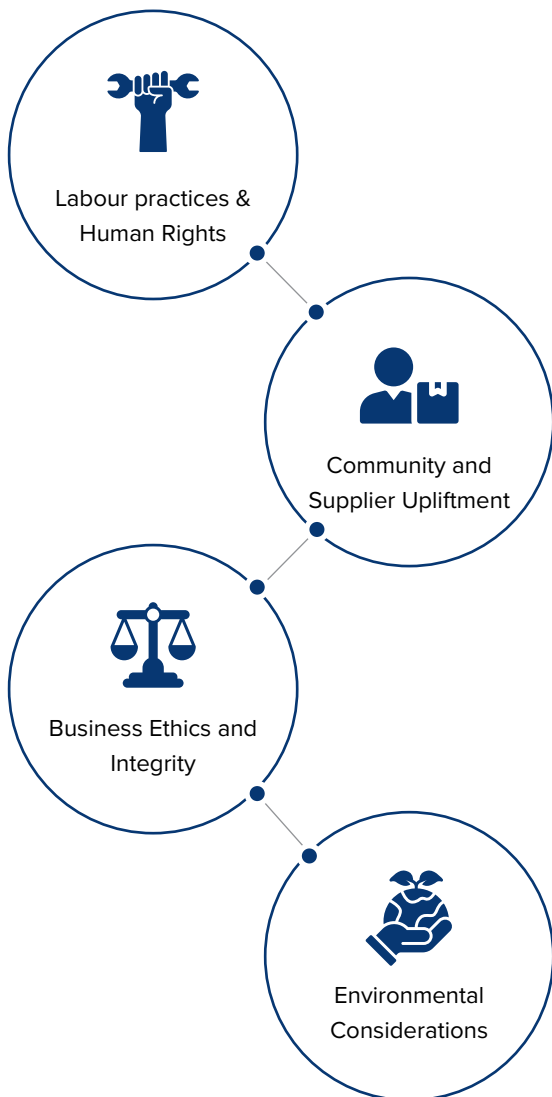 Labour practices &
Human Rights
Community and
Supplier Upliftment
Business Ethics and
Integrity
Environmental
Considerations